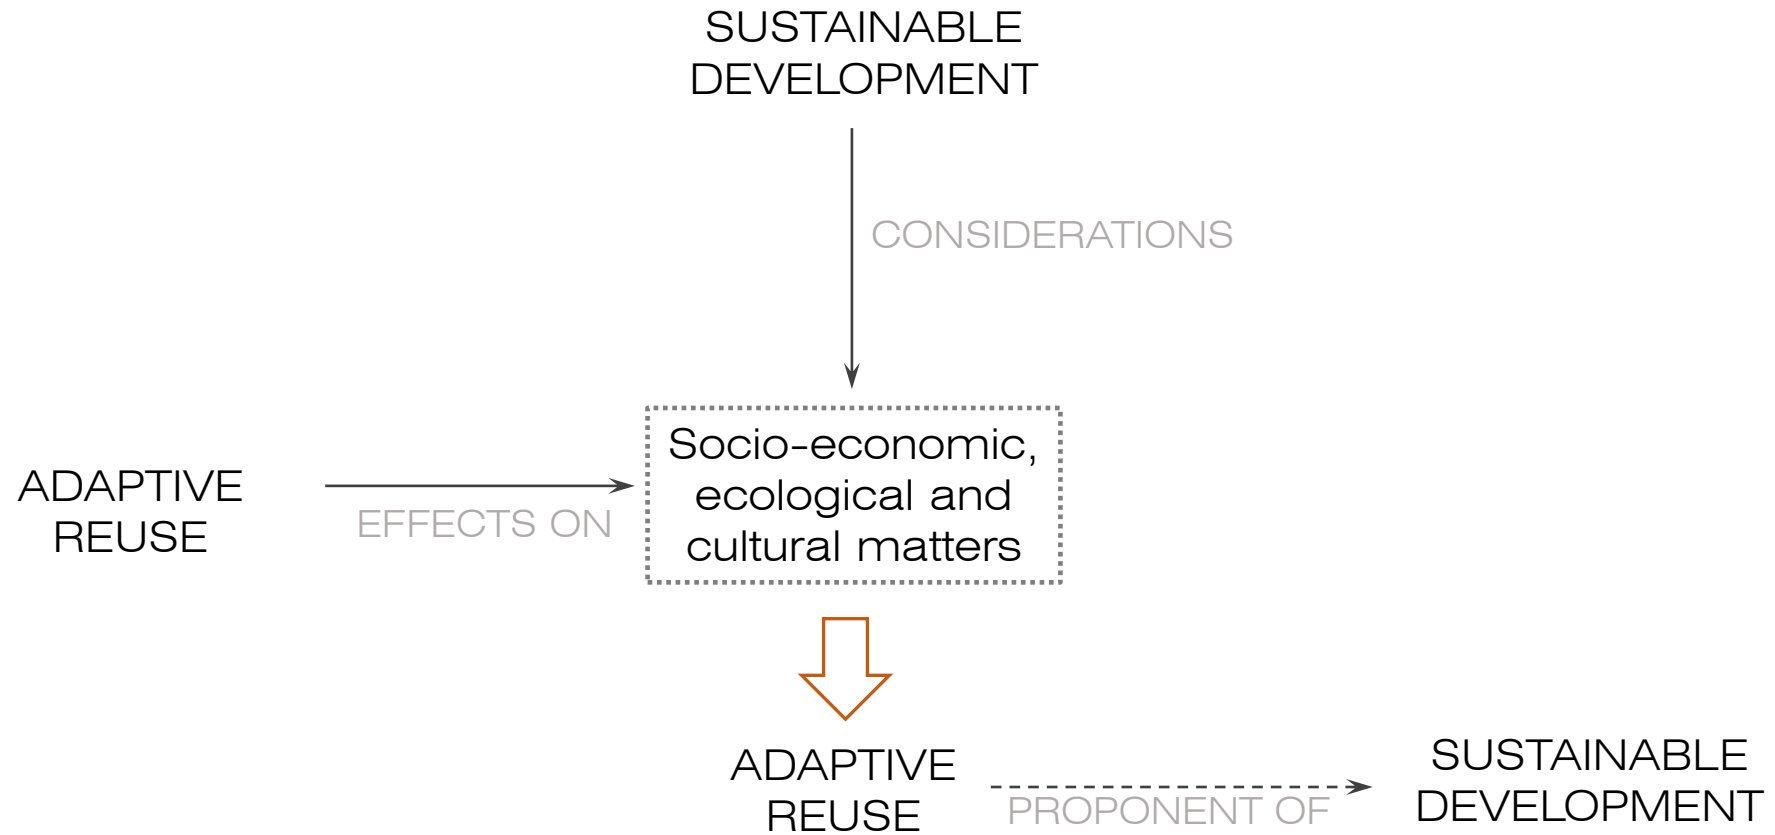 SUSTAINABLE
DEVELOPMENT
CONSIDERATIONS
Socio-economic,
ecological and
cultural matters
ADAPTIVE
REUSE
EFFECTS ON
ADAPTIVE
REUSE
PROPONENT OF
SUSTAINABLE
DEVELOPMENT